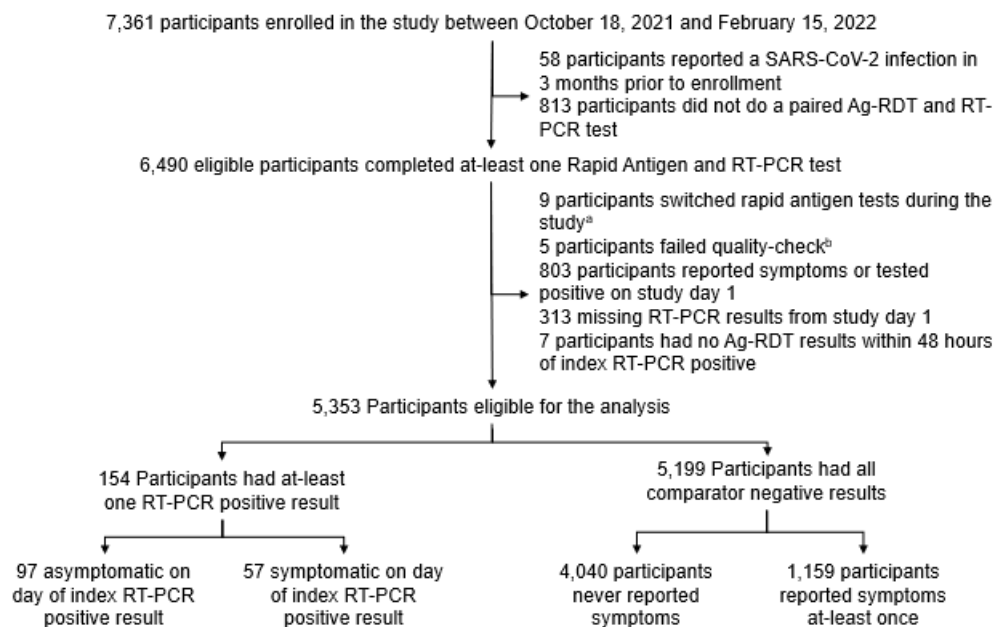 7,361 participants enrolled in the study between October 18, 2021 and February 15, 2022
58 participants reported a SARS-CoV-2 infection in
3 months prior to enrollment
813 participants did not do a paired Ag-RDT and RT-
PCR test
6,490 eligible participants completed at-least one Rapid Antigen and RT-PCR test
9 participants switched rapid antigen tests during the
studyᵃ
5 participants failed quality-checkᵇ
803 participants reported symptoms or tested
positive on study day 1
313 missing RT-PCR results from study day 1
7 participants had no Ag-RDT results within 48 hours
of index RT-PCR positive
5,353 Participants eligible for the analysis
154 Participants had at-least
one RT-PCR positive result
5,199 Participants had all
comparator negative results
97 asymptomatic on
day of index RT-PCR
positive result
57 symptomatic on day
of index RT-PCR
positive result
4,040 participants
never reported
symptoms
1,159 participants
reported symptoms
at-least once